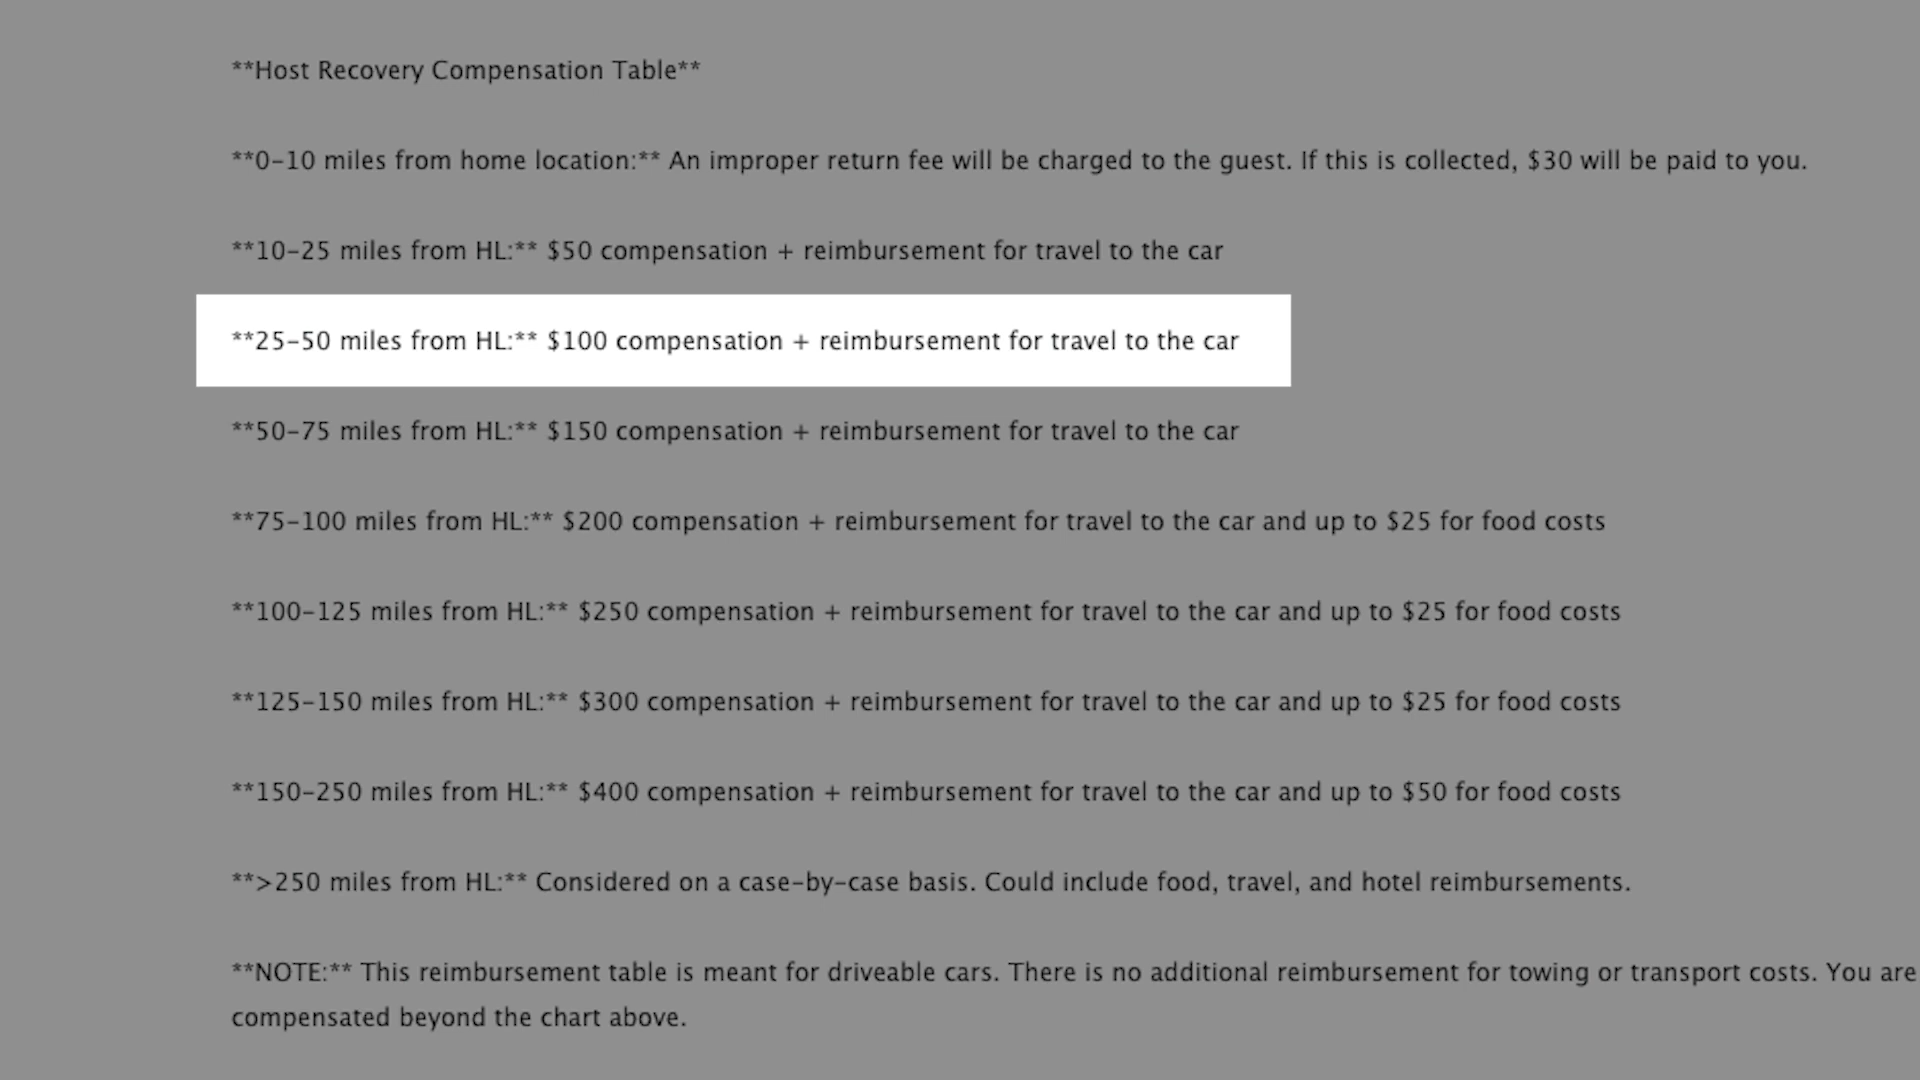 **Host Recovery Compensation Table**
**0-10 miles from home location:** An improper return fee will be charged to the guest. If this is collected, $30 will be paid to you.
**10-25 miles from HL:** $50 compensation + reimbursement for travel to the car
**25-50 miles from HL:** $100 compensation + reimbursement for travel to the car
**50-75 miles from HL:** $150 compensation + reimbursement for travel to the car
**75-100 miles from HL:** $200 compensation + reimbursement for travel to the car and up to $25 for food costs
**100-125 miles from HL:** $250 compensation + reimbursement for travel to the car and up to $25 for food costs
**125-150 miles from HL:** $300 compensation + reimbursement for travel to the car and up to $25 for food costs
**150-250 miles from HL:** $400 compensation + reimbursement for travel to the car and up to $50 for food costs
**>250 miles from HL:** Considered on a case-by-case basis. Could include food, travel, and hotel reimbursements.
**NOTE:** This reimbursement table is meant for driveable cars. There is no additional reimbursement for towing or transport costs. You are
compensated beyond the chart above.